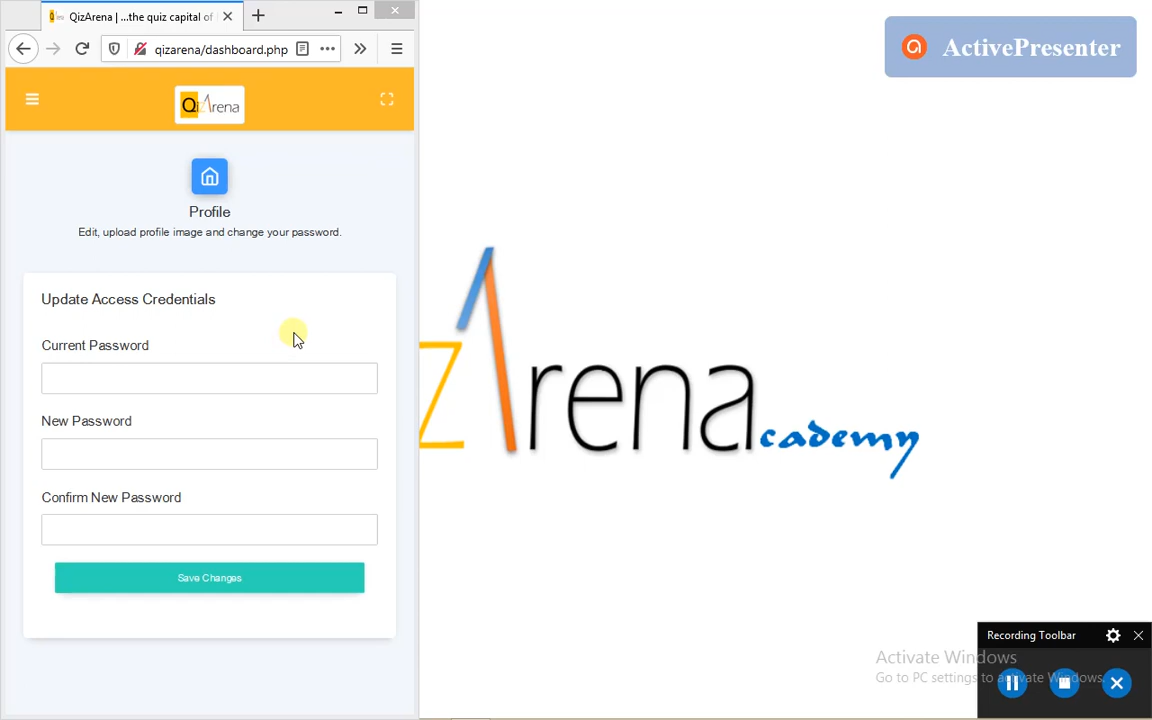 QizArena | ...the quiz capital of
qizarena/dashboard.php
ActivePresenter
QizArena
Profile
Edit, upload profile image and change your password.
Update Access Credentials
Current Password
New Password
Confirm New Password
Save Changes
zArena
cademy
Recording Toolbar
Activate Windows
Go to PC settings to activate Windows.